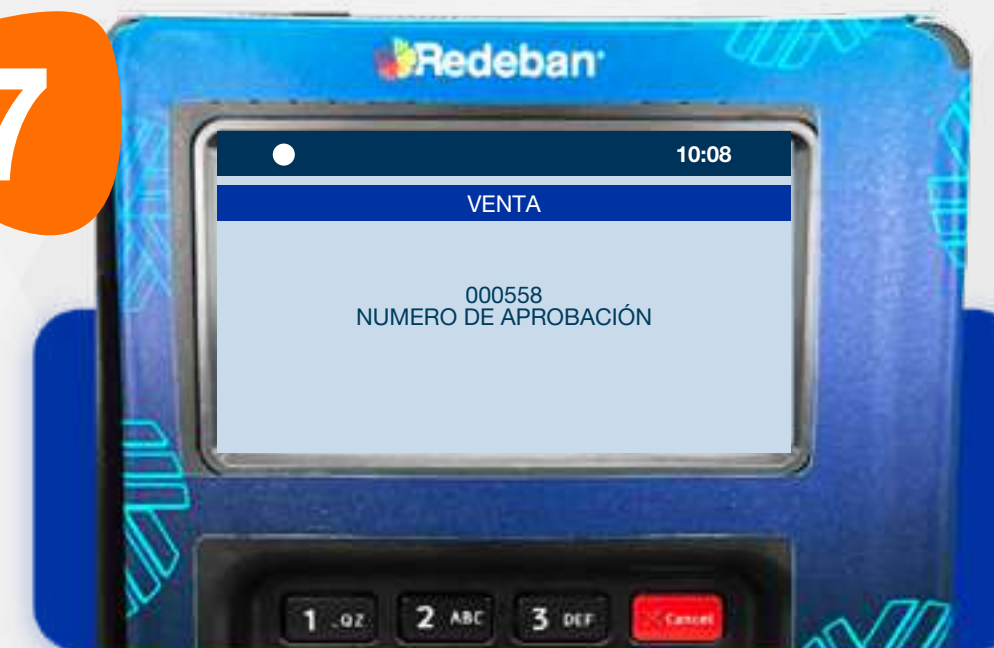 7
Redeban
10:08
VENTA
000558
NUMERO DE APROBACIÓN
1 .QZ 2 ABC 3 DEF Cancel